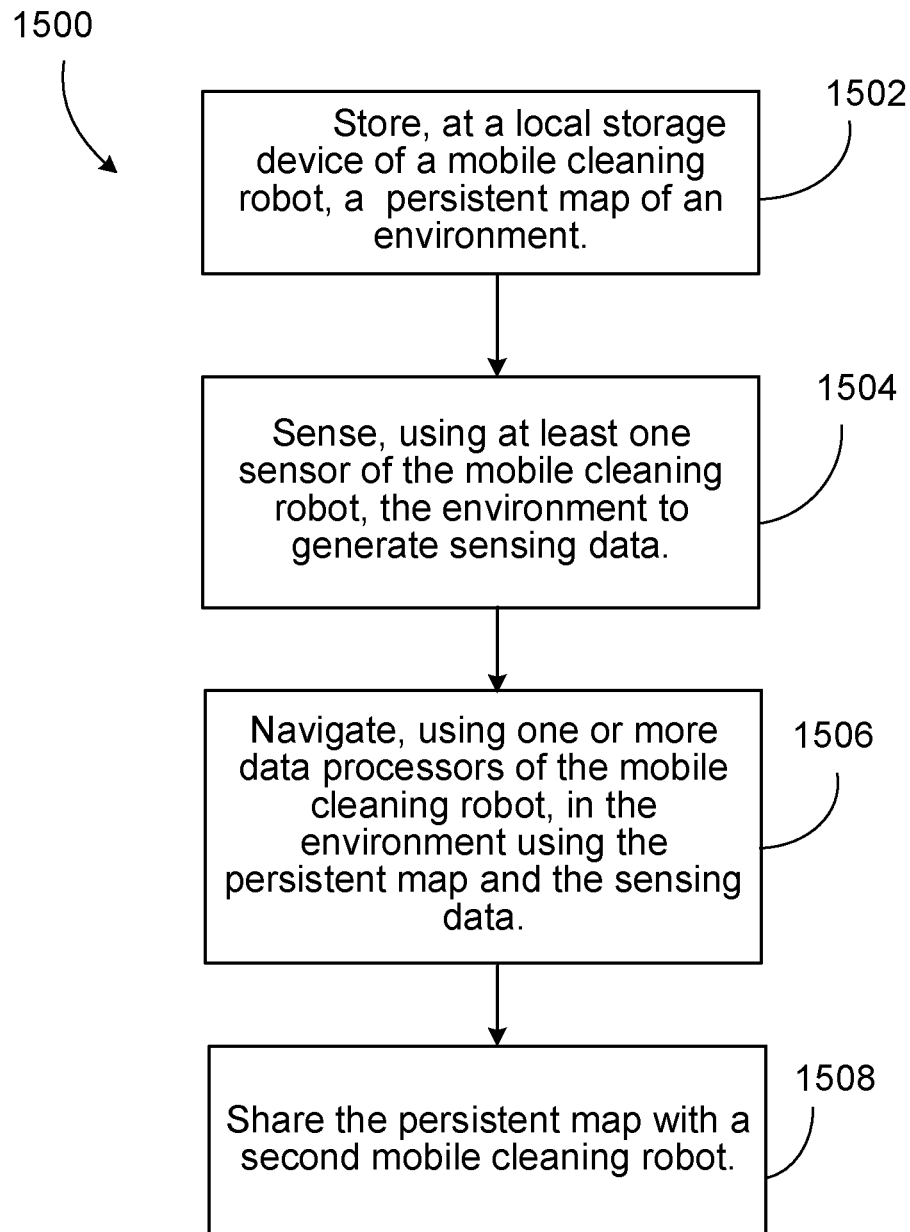 1500
1502
Store, at a local storage
device of a mobile cleaning
robot, a persistent map of an
environment.
1504
Sense, using at least one
sensor of the mobile cleaning
robot, the environment to
generate sensing data.
1506
Navigate, using one or more
data processors of the mobile
cleaning robot, in the
environment using the
persistent map and the sensing
data.
1508
Share the persistent map with a
second mobile cleaning robot.